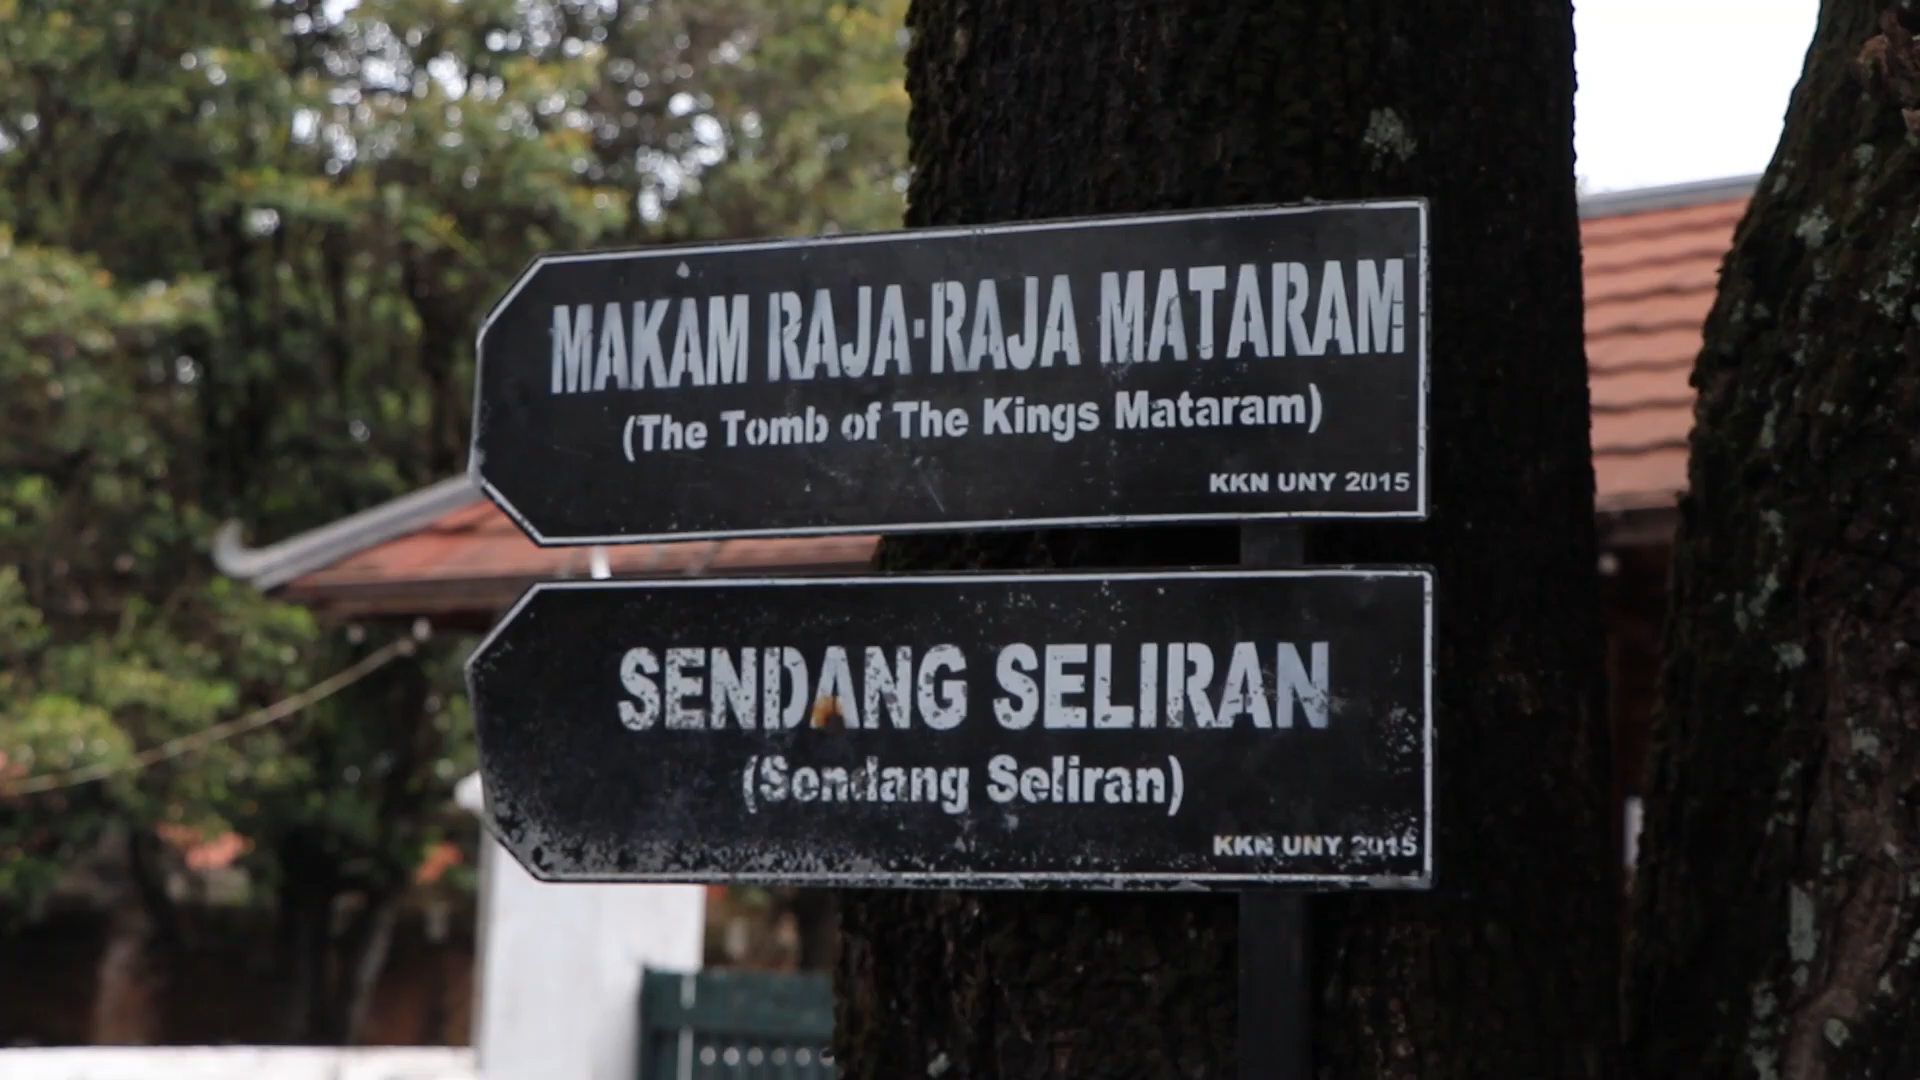 MAKAM RAJA-RAJA MATARAM
(The Tomb of The Kings Mataram)
KKN UNY 2015
SENDANG SELIRAN
(Sendang Seliran)
KKN UNY 2015